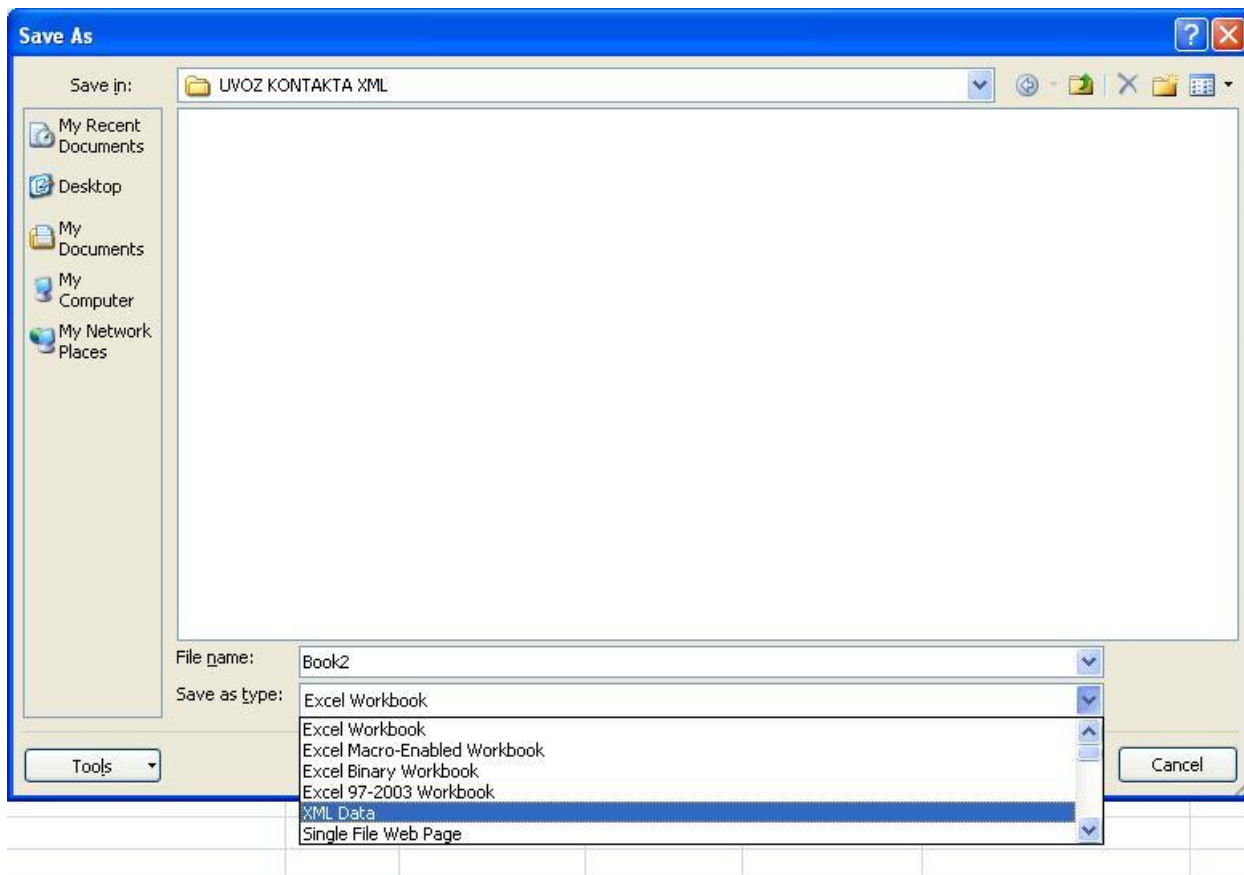 Save As
Save in:
UVOZ KONTAKTA XML
My Recent
Documents
Desktop
My
Documents
My
Computer
My Network
Places
File name:
Book2
Save as type:
Excel Workbook
Excel Workbook
Excel Macro-Enabled Workbook
Excel Binary Workbook
Excel 97-2003 Workbook
XML Data
Single File Web Page
Tools
Cancel